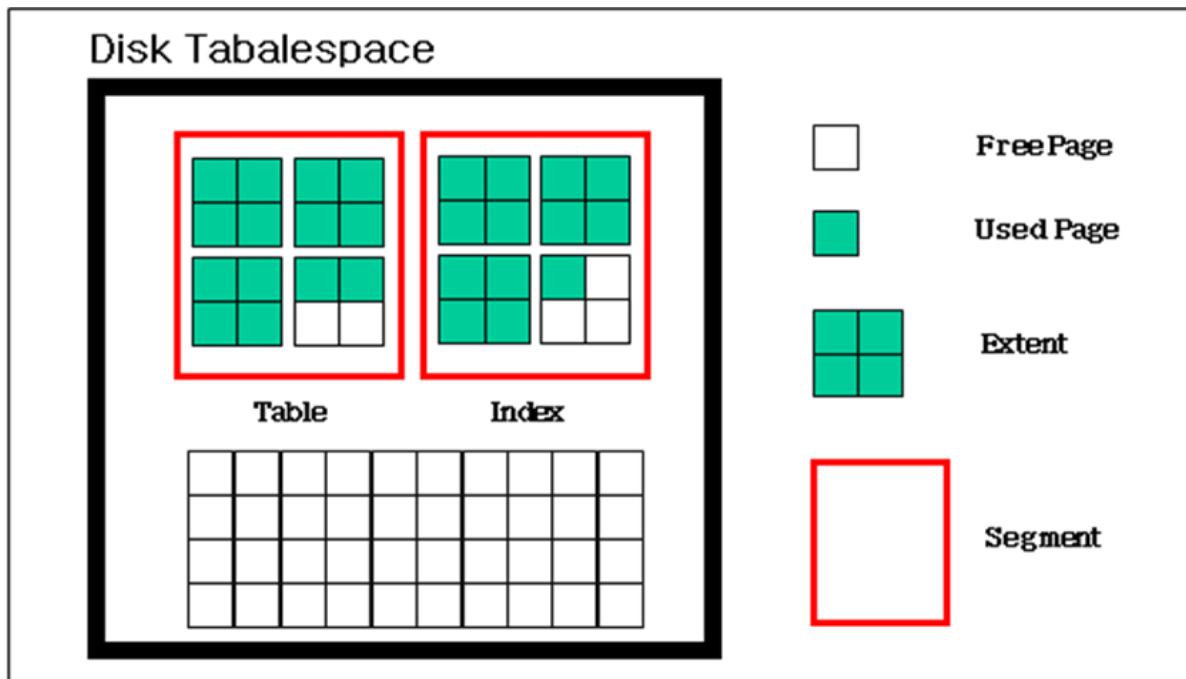 Disk Tabalespace
Free Page
Used Page
Extent
Table
Index
Segment